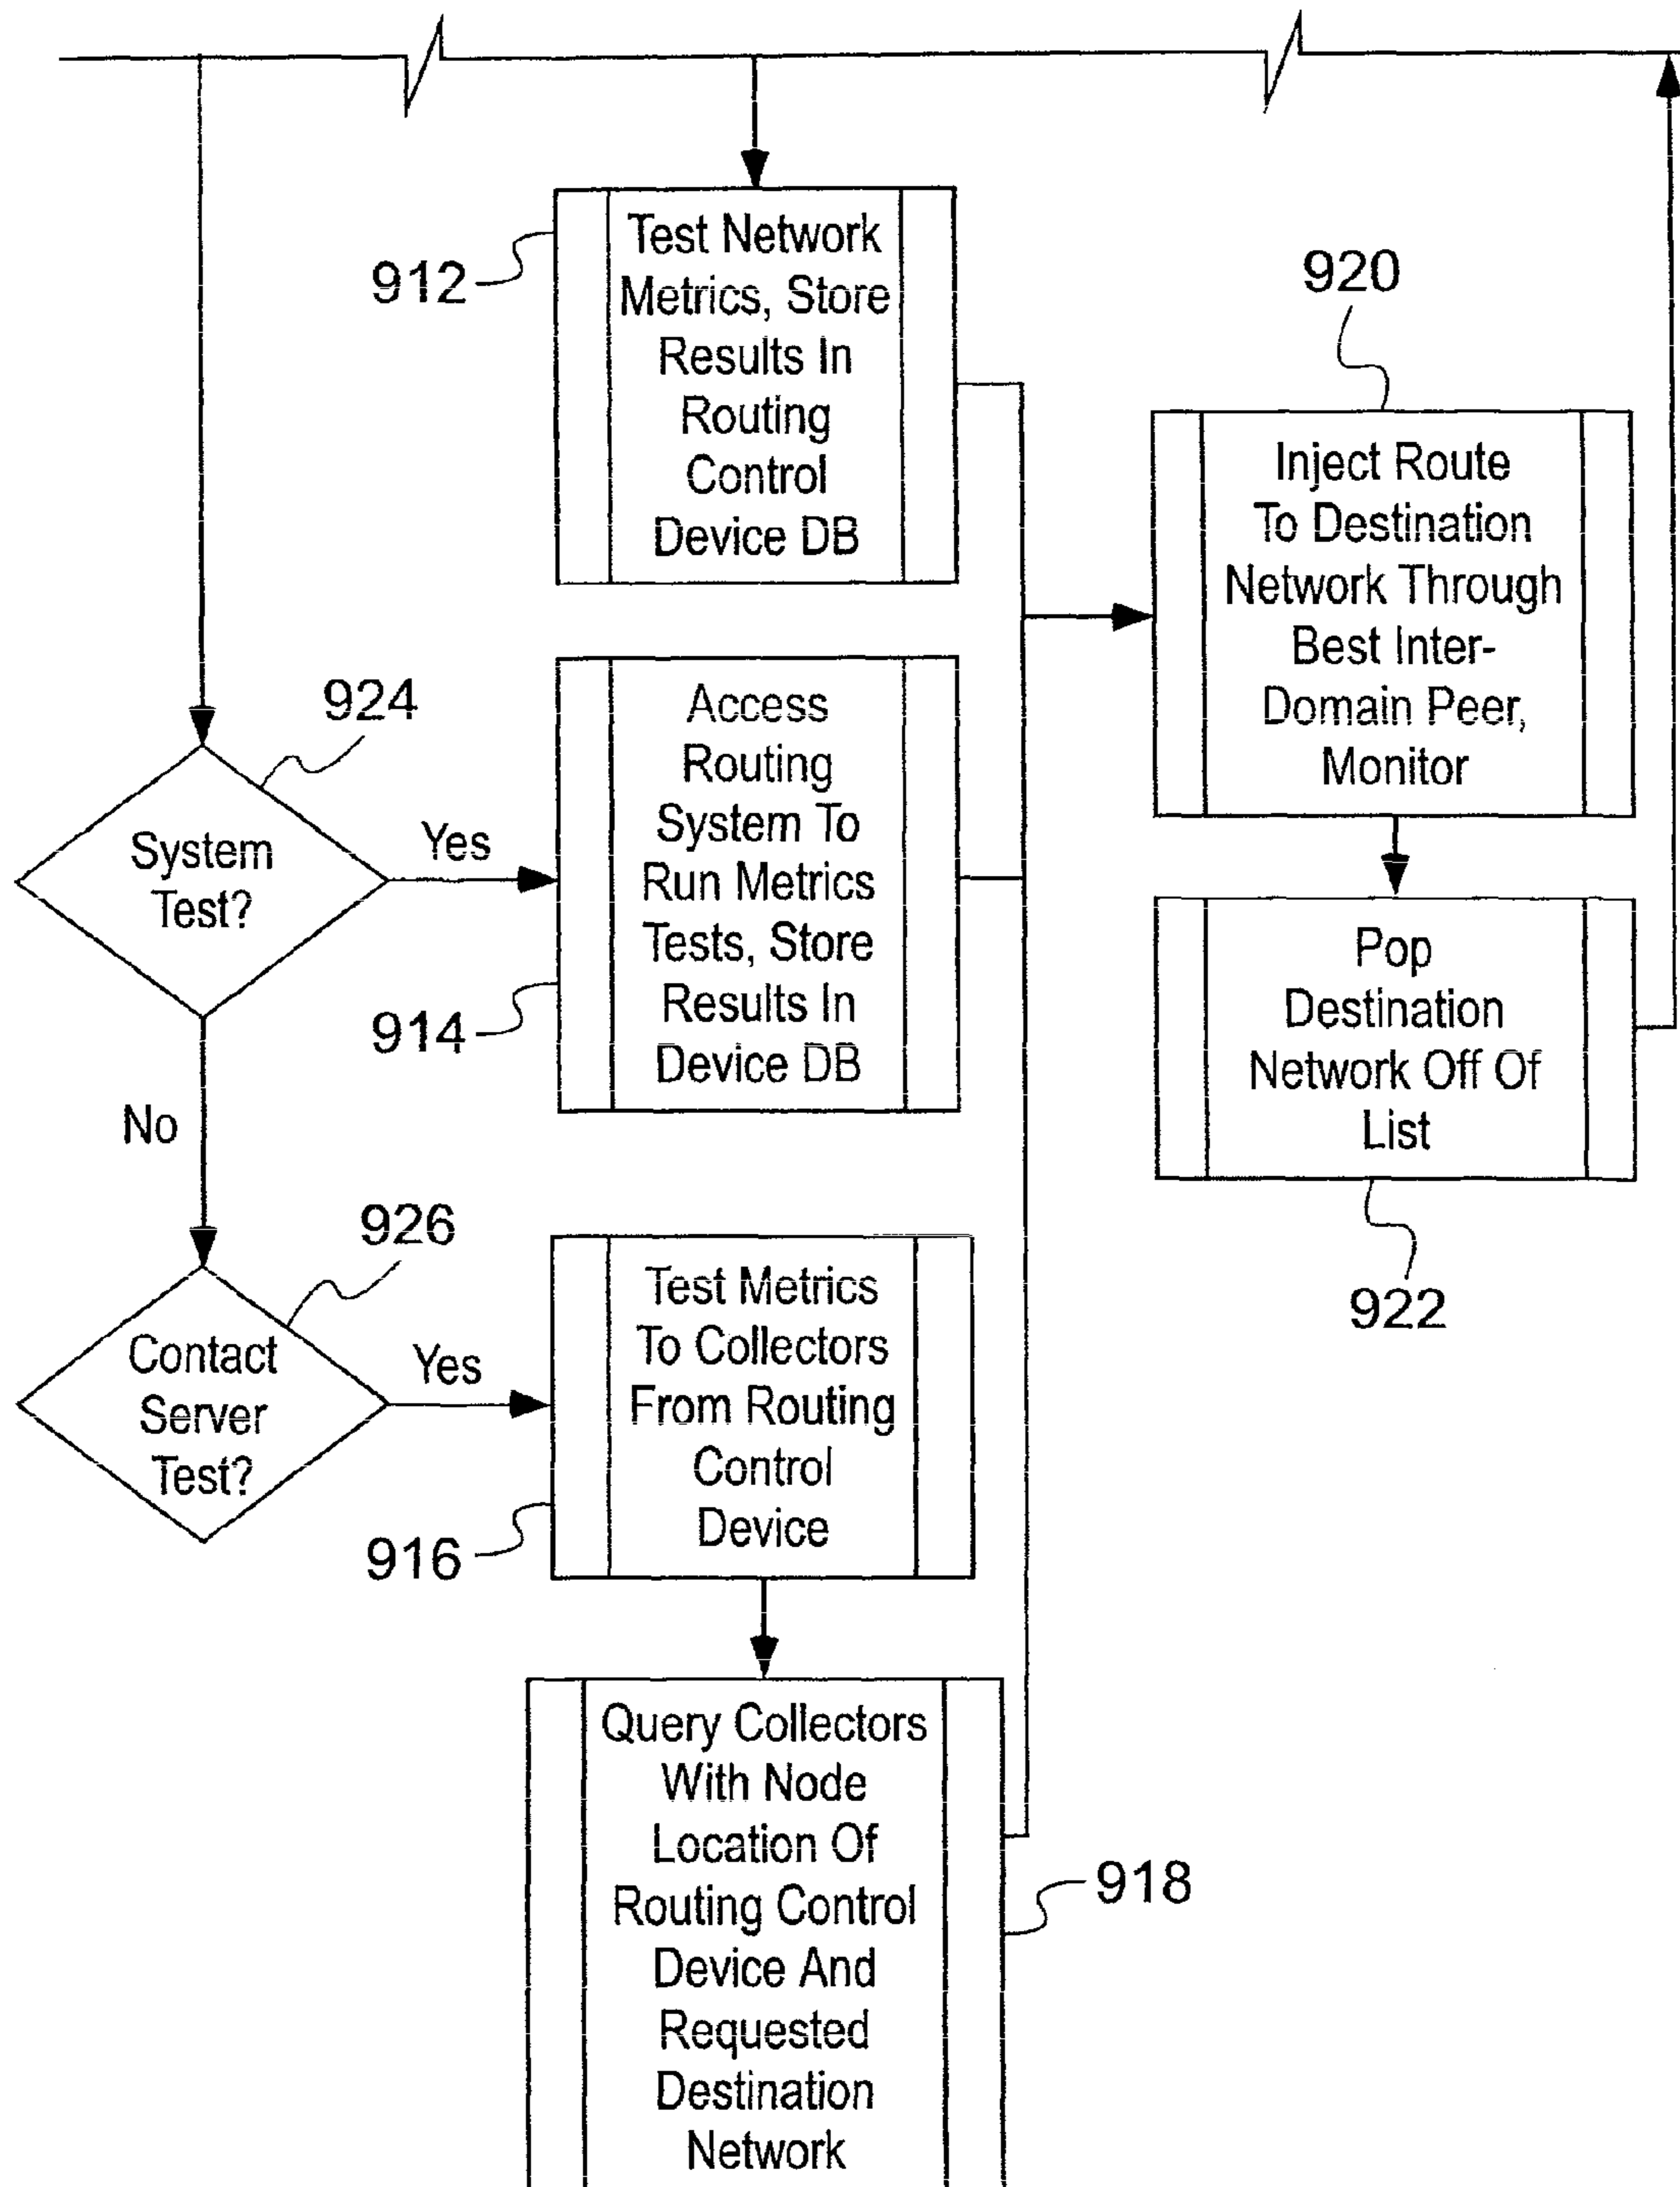 912
Test Network
Metrics, Store
Results In
Routing
Control
Device DB
920
Inject Route
To Destination
Network Through
Best Inter-
Domain Peer,
Monitor
924
System
Test?
Yes
No
914
Access
Routing
System To
Run Metrics
Tests, Store
Results In
Device DB
Pop
Destination
Network Off Of
List
922
926
Contact
Server
Test?
Yes
916
Test Metrics
To Collectors
From Routing
Control
Device
Query Collectors
With Node
Location Of
Routing Control
Device And
Requested
Destination
Network
918